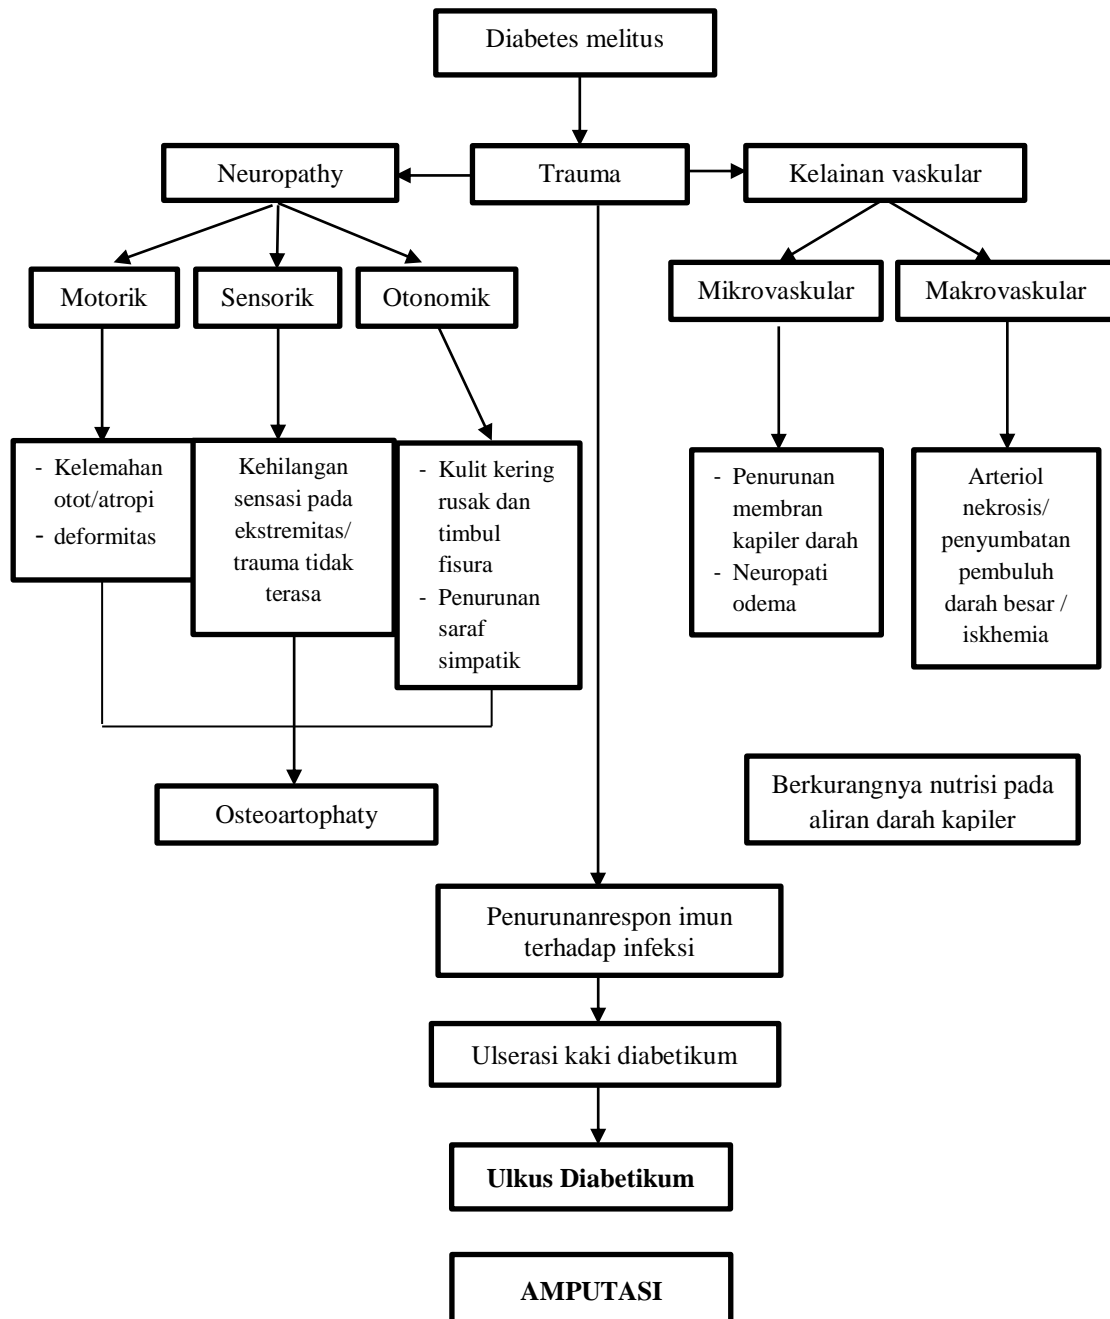 Diabetes melitus
Neuropathy
Trauma
Kelainan vaskular
Motorik
Sensorik
Otonomik
Mikrovaskular
Makrovaskular
- Kelemahan
otot/atropi
- deformitas
Kehilangan
sensasi pada
ekstremitas/
trauma tidak
terasa
- Kulit kering
rusak dan
timbul
fisura
- Penurunan
saraf
simpatik
- Penurunan
membran
kapiler darah
- Neuropati
odema
Arteriol
nekrosis/
penyumbatan
pembuluh
darah besar /
iskhemia
Osteoartophaty
Berkurangnya nutrisi pada
aliran darah kapiler
Penurunanrespon imun
terhadap infeksi
Ulserasi kaki diabetikum
Ulkus Diabetikum
AMPUTASI